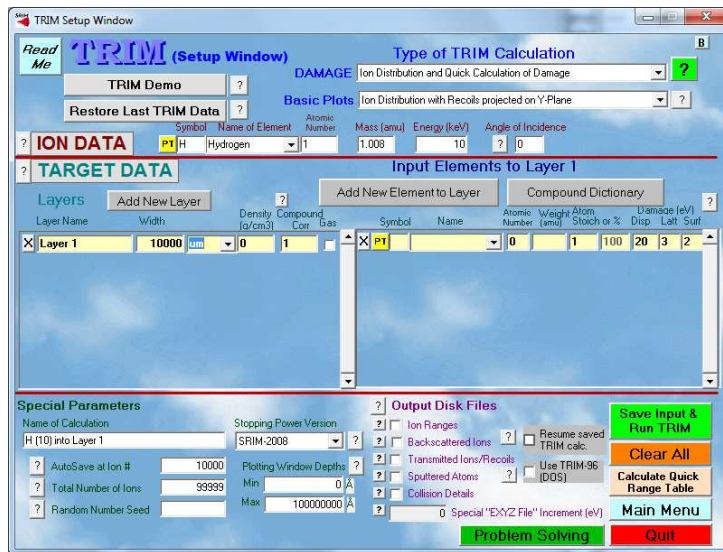 TRIM Setup Window
Read Me
TRIM (Setup Window)
Type of TRIM Calculation
B
TRIM Demo
?
DAMAGE
Ion Distribution and Quick Calculation of Damage
?
Restore Last TRIM Data
?
Basic Plots
Ion Distribution with Recoils projected on Y-Plane
?
Symbol Name of Element Atomic Number Mass (amu) Energy (keV) Angle of Incidence
? ION DATA PT H Hydrogen 1 1.008 10 ? 0
? TARGET DATA
Input Elements to Layer 1
Layers
Add New Layer
?
Add New Element to Layer
Compound Dictionary
?
Layer Name Width Density (g/cm3) Compound Corr Gas
Symbol Name Atomic Number Weight (amu) Atom Stoich or % Damage (eV) Disp Latt Surf
X Layer 1 10000 um 0 1
X PT 0 1 100 20 3 2
Special Parameters
Name of Calculation
H (10) into Layer 1
Stopping Power Version
SRIM-2008 ?
? AutoSave at Ion # 10000
? Total Number of Ions 99999
? Random Number Seed
Plotting Window Depths ?
Min 0 Å
Max 100000000 Å
? Output Disk Files
? Ion Ranges
? Backscattered Ions
? Transmitted Ions/Recoils
? Sputtered Atoms
? Collision Details
? 0 Special "EXYZ File" Increment (eV)
? Resume saved TRIM calc.
? Use TRIM-96 (DOS)
Save Input & Run TRIM
Clear All
Calculate Quick Range Table
Main Menu
Problem Solving
Quit